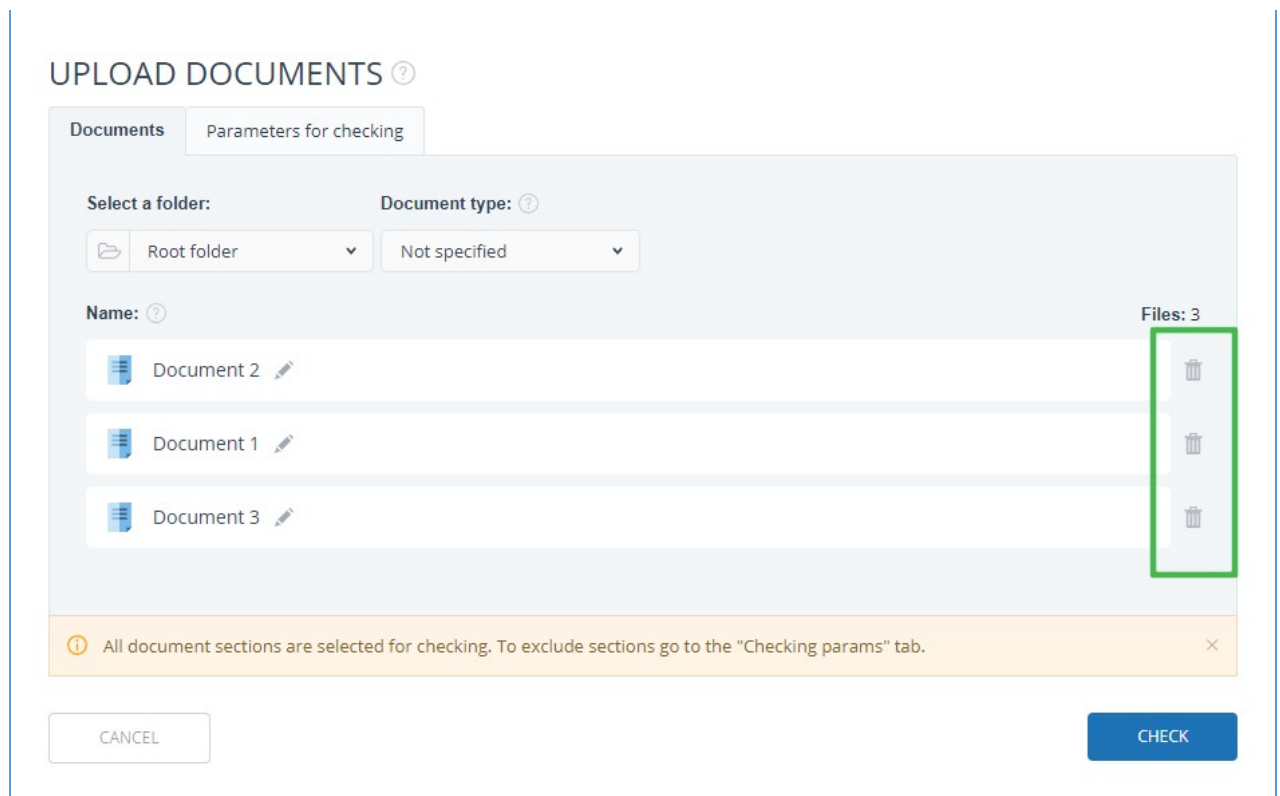 UPLOAD DOCUMENTS ?
Documents Parameters for checking
Select a folder: Document type: ?
Root folder Not specified
Name: ? Files: 3
Document 2
Document 1
Document 3
All document sections are selected for checking. To exclude sections go to the "Checking params" tab.
CANCEL CHECK